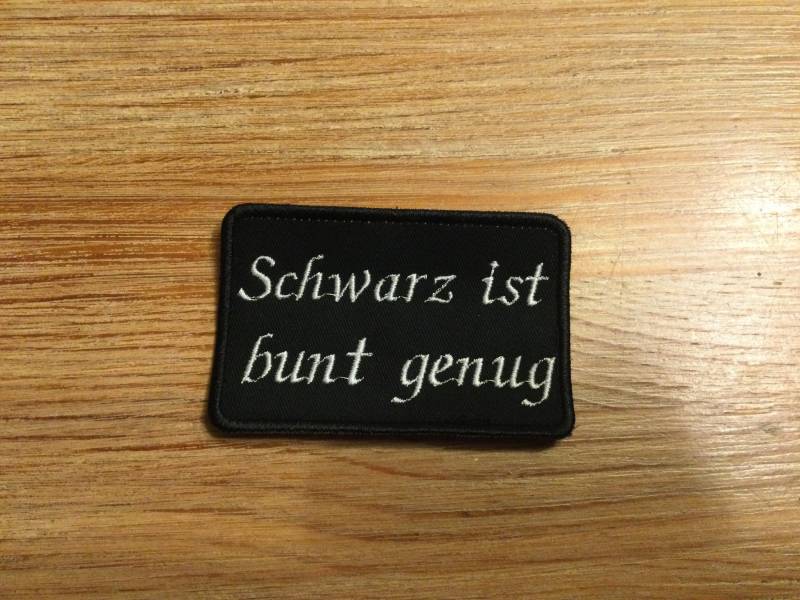 Schwarz ist
bunt genug